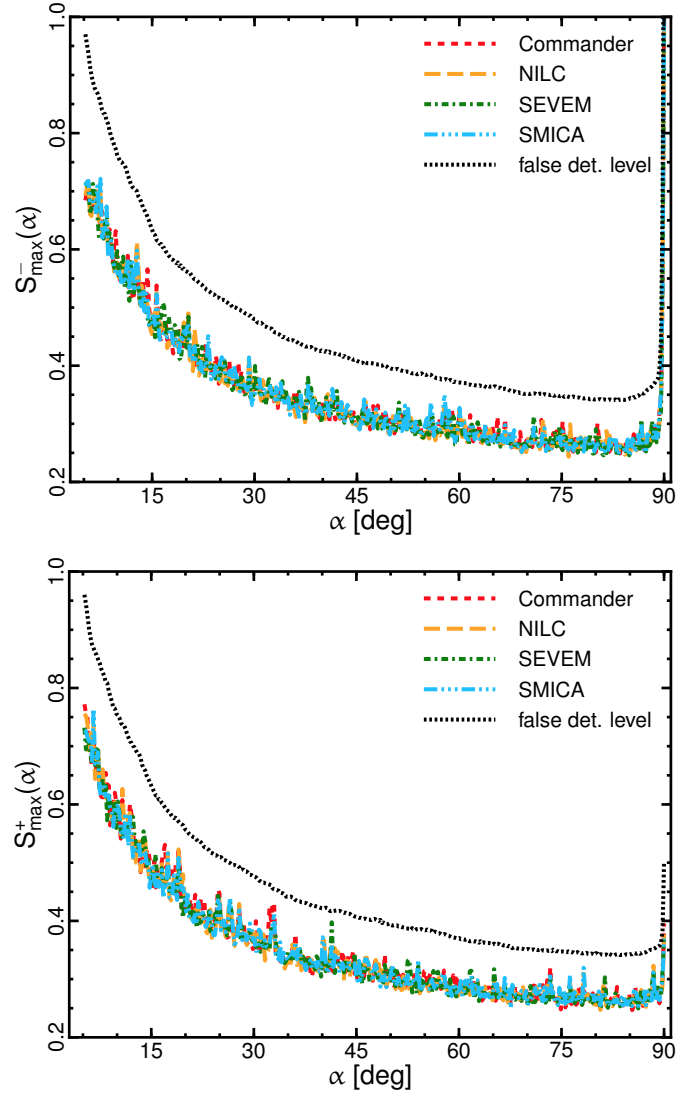 1.0
0.8
0.6
0.4
0.2
S⁻max(α)
Commander
NILC
SEVEM
SMICA
false det. level
15 30 45 60 75 90
α [deg]
1.0
0.8
0.6
0.4
0.2
S⁺max(α)
Commander
NILC
SEVEM
SMICA
false det. level
15 30 45 60 75 90
α [deg]